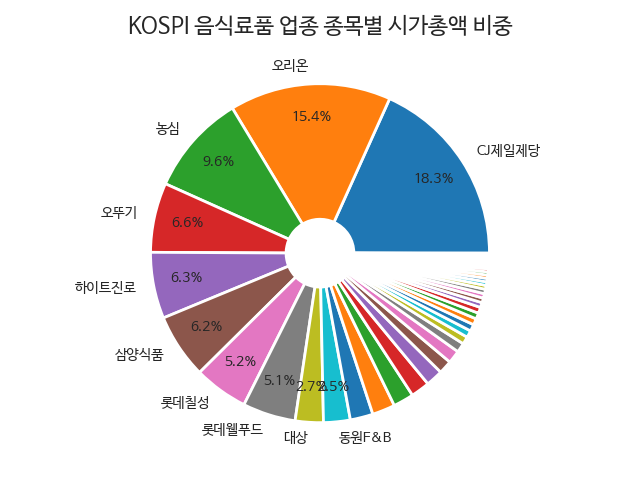 KOSPI 음식료품 업종 종목별 시가총액 비중
오리온
15.4%
농심
9.6%
CJ제일제당
18.3%
오뚜기
6.6%
하이트진로
6.3%
삼양식품
6.2%
롯데칠성
5.2%
롯데웰푸드
5.1%
대상
2.7%
동원F&B
2.5%